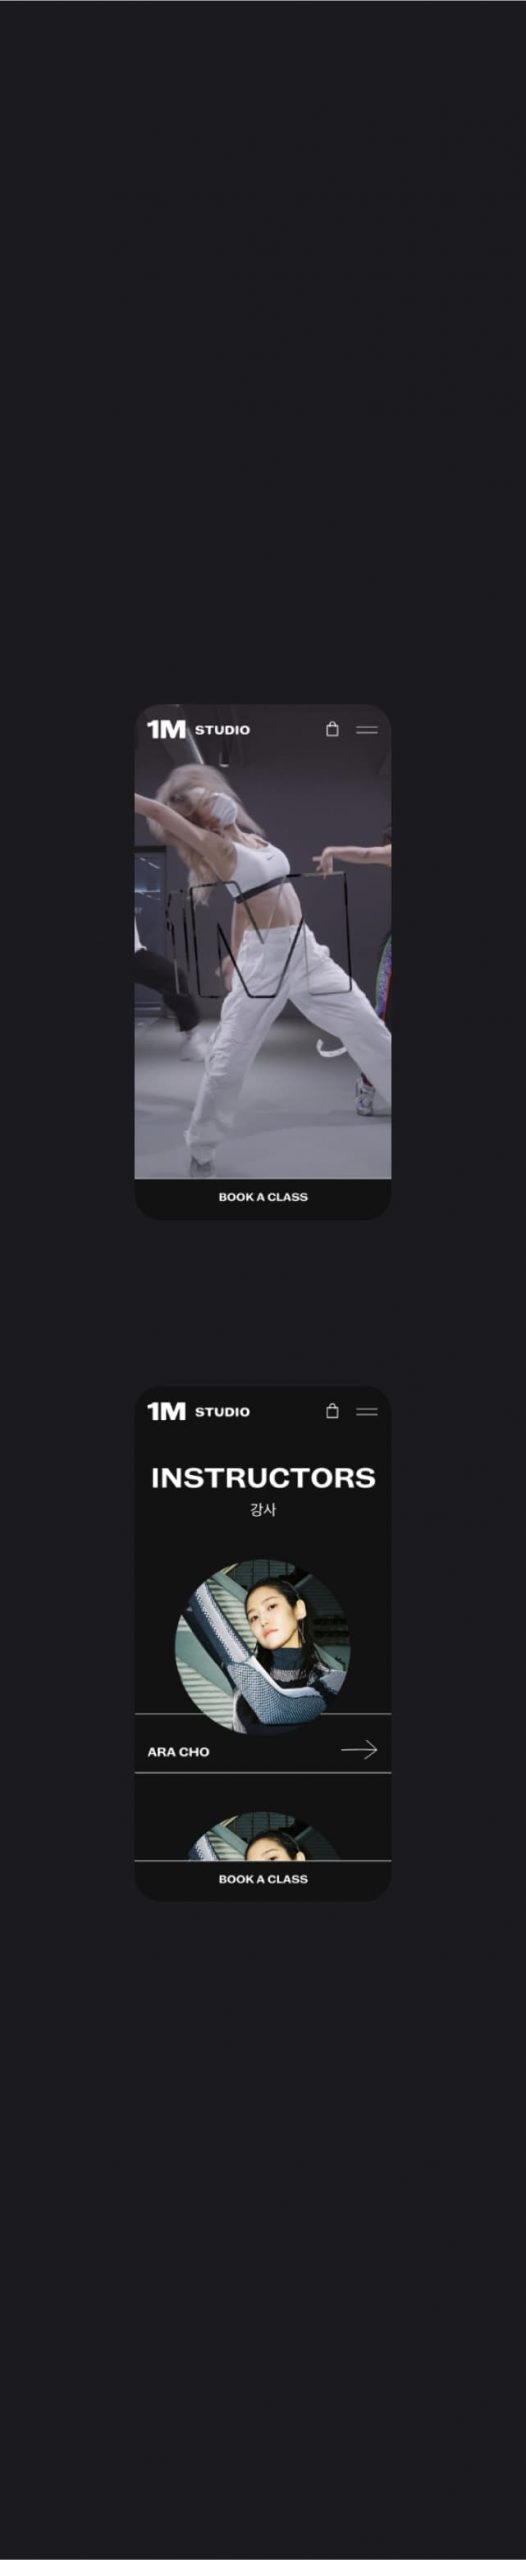 1M STUDIO
1M
BOOK A CLASS
1M STUDIO
INSTRUCTORS
강사
ARA CHO
BOOK A CLASS